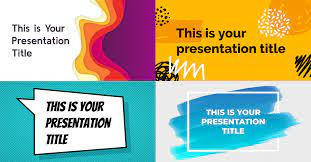 This is Your
Presentation
Title
This is your
presentation title
THIS IS YOUR
PRESENTATION
TITLE
THIS IS YOUR
PRESENTATION
TITLE